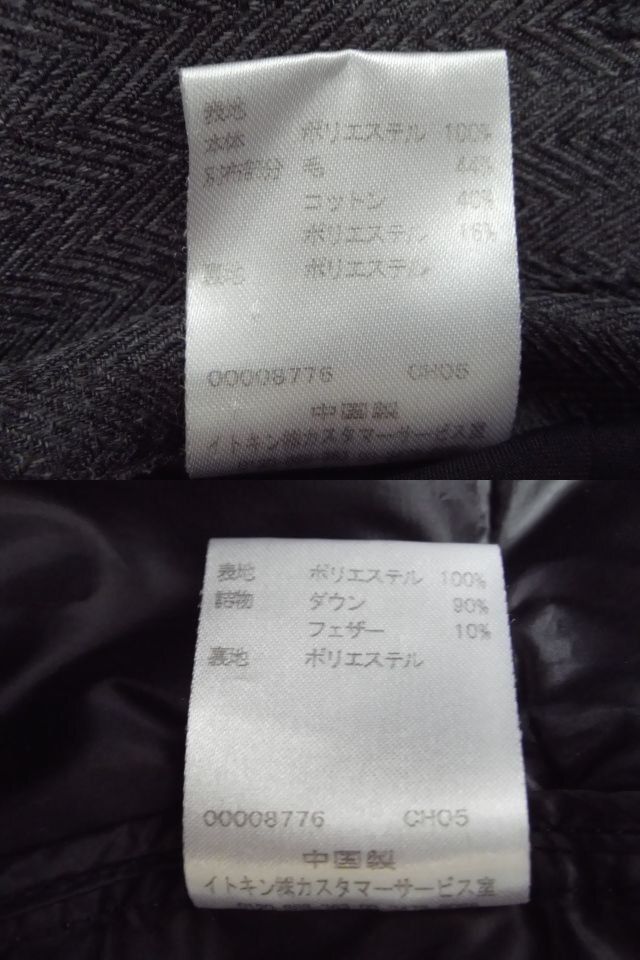 表地
本体 ポリエステル 100%
別布部分 毛 44%
コットン 40%
ポリエステル 16%
裏地 ポリエステル
00008776 CH05
中国製
イトキン㈱カスタマーサービス室
表地 ポリエステル 100%
詰物 ダウン 90%
フェザー 10%
裏地 ポリエステル
00008776 CH05
中国製
イトキン㈱カスタマーサービス室